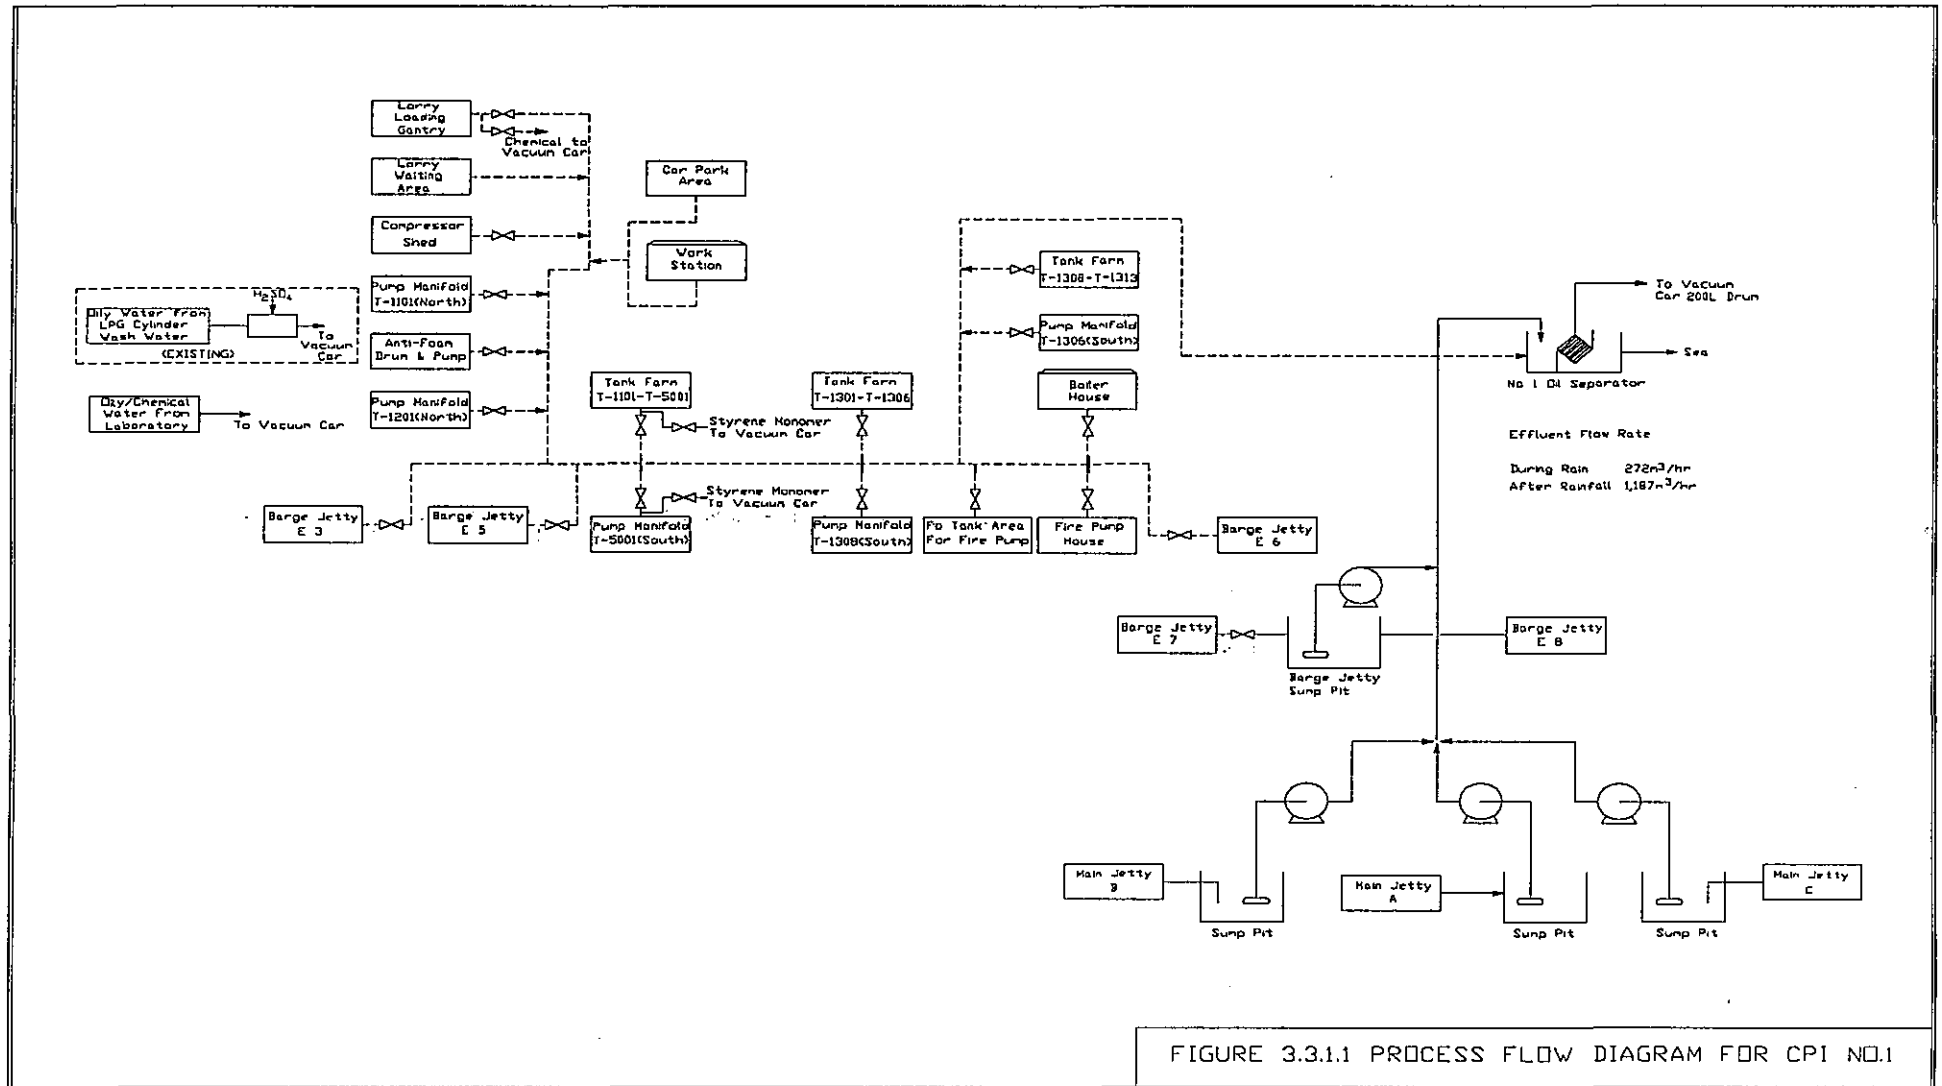 Lorry
Loading
Gantry
Chemical to
Vacuum Car
Lorry
Waiting
Area
Car Park
Area
Compressor
Shed
Work
Station
Pump Manifold
T-1101(North)
H2SO4
Oily Water from
LPG Cylinder
Wash Water
(EXISTING)
To
Vacuum
Car
Anti-Foam
Drum & Pump
Ozy/Chemical
Water From
Laboratory
To Vacuum Car
Pump Manifold
T-1201(North)
Tank Farm
T-1101-T-5001
Styrene Monomer
To Vacuum Car
Tank Farm
T-1301-T-1306
Tank Farm
T-1308-T-1313
Pump Manifold
T-1306(South)
Boiler
House
To Vacuum
Car 200L Drum
Sea
No 1 Oil Separator
Effluent Flow Rate
During Rain 272m³/hr
After Rainfall 1,187m³/hr
Barge Jetty
E 3
Barge Jetty
E 5
Styrene Monomer
To Vacuum Car
Pump Manifold
T-5001(South)
Pump Manifold
T-1308(South)
Fo Tank Area
For Fire Pump
Fire Pump
House
Barge Jetty
E 6
Barge Jetty
E 7
Barge Jetty
E 8
Barge Jetty
Sump Pit
Main Jetty
B
Main Jetty
A
Main Jetty
C
Sump Pit
Sump Pit
Sump Pit
FIGURE 3.3.1.1 PROCESS FLOW DIAGRAM FOR CPI NO.1